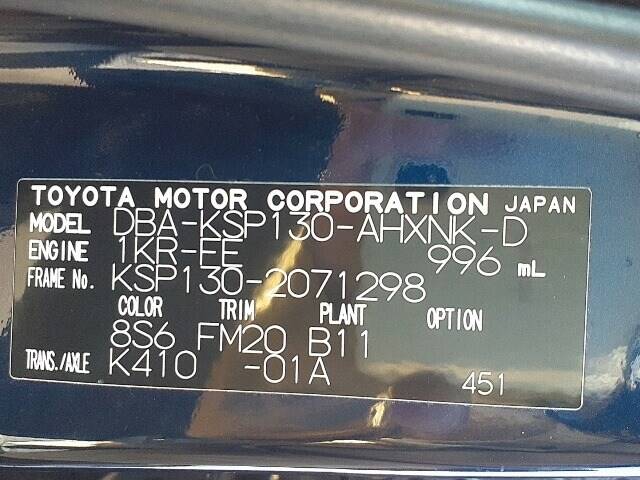 TOYOTA MOTOR CORPORATION JAPAN
MODEL DBA-KSP130-AHXNK-D
ENGINE 1KR-FE 996 mL
FRAME No. KSP130-2071298
COLOR TRIM PLANT OPTION
8S6 FM20 B11
TRANS./AXLE K410 -01A
451